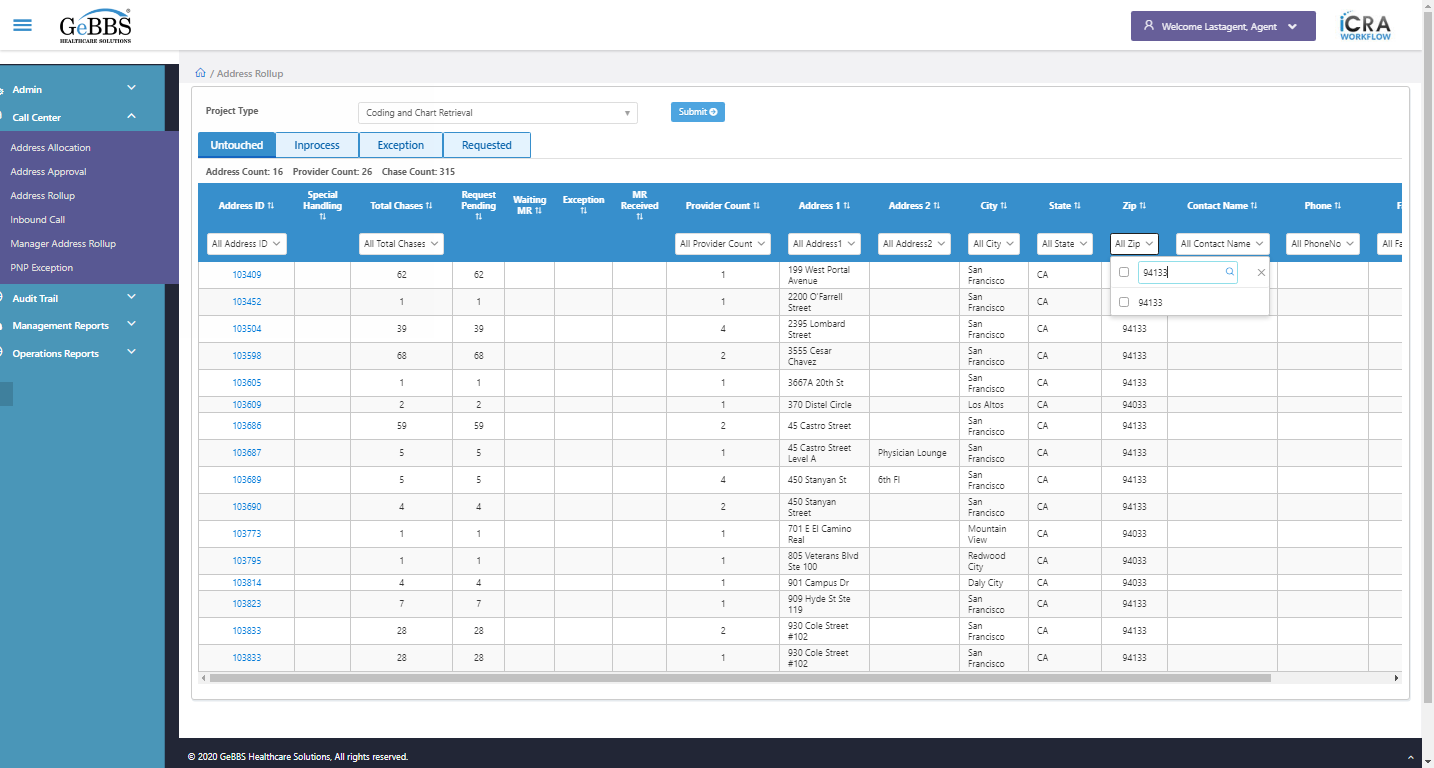 GeBBS
HEALTHCARE SOLUTIONS
Welcome Lastagent, Agent
iCRA
WORKFLOW
Admin
Call Center
Address Allocation
Address Approval
Address Rollup
Inbound Call
Manager Address Rollup
PNP Exception
Audit Trail
Management Reports
Operations Reports
/ Address Rollup
Project Type Coding and Chart Retrieval Submit
Untouched Inprocess Exception Requested
Address Count: 16 Provider Count: 26 Chase Count: 315
Address ID Special Handling Total Chases Request Pending Waiting MR Exception MR Received Provider Count Address 1 Address 2 City State Zip Contact Name Phone F
All Address ID All Total Chases All Provider Count All Address1 All Address2 All City All State All Zip All Contact Name All PhoneNo All Fa
94133
94133
103409 62 62 1 199 West Portal Avenue San Francisco CA
103452 1 1 1 2200 O'Farrell Street San Francisco CA
103504 39 39 4 2395 Lombard Street San Francisco CA 94133
103598 68 68 2 3555 Cesar Chavez San Francisco CA 94133
103605 1 1 1 3667A 20th St San Francisco CA 94133
103609 2 2 1 370 Distel Circle Los Altos CA 94033
103686 59 59 2 45 Castro Street San Francisco CA 94133
103687 5 5 1 45 Castro Street Level A Physician Lounge San Francisco CA 94133
103689 5 5 4 450 Stanyan St 6th Fl San Francisco CA 94133
103690 4 4 2 450 Stanyan Street San Francisco CA 94133
103773 1 1 1 701 E El Camino Real Mountain View CA 94033
103795 1 1 1 805 Veterans Blvd Ste 100 Redwood City CA 94033
103814 4 4 1 901 Campus Dr Daly City CA 94033
103823 7 7 1 909 Hyde St Ste 119 San Francisco CA 94133
103833 28 28 2 930 Cole Street #102 San Francisco CA 94133
103833 28 28 1 930 Cole Street #102 San Francisco CA 94133
© 2020 GeBBS Healthcare Solutions, All rights reserved.